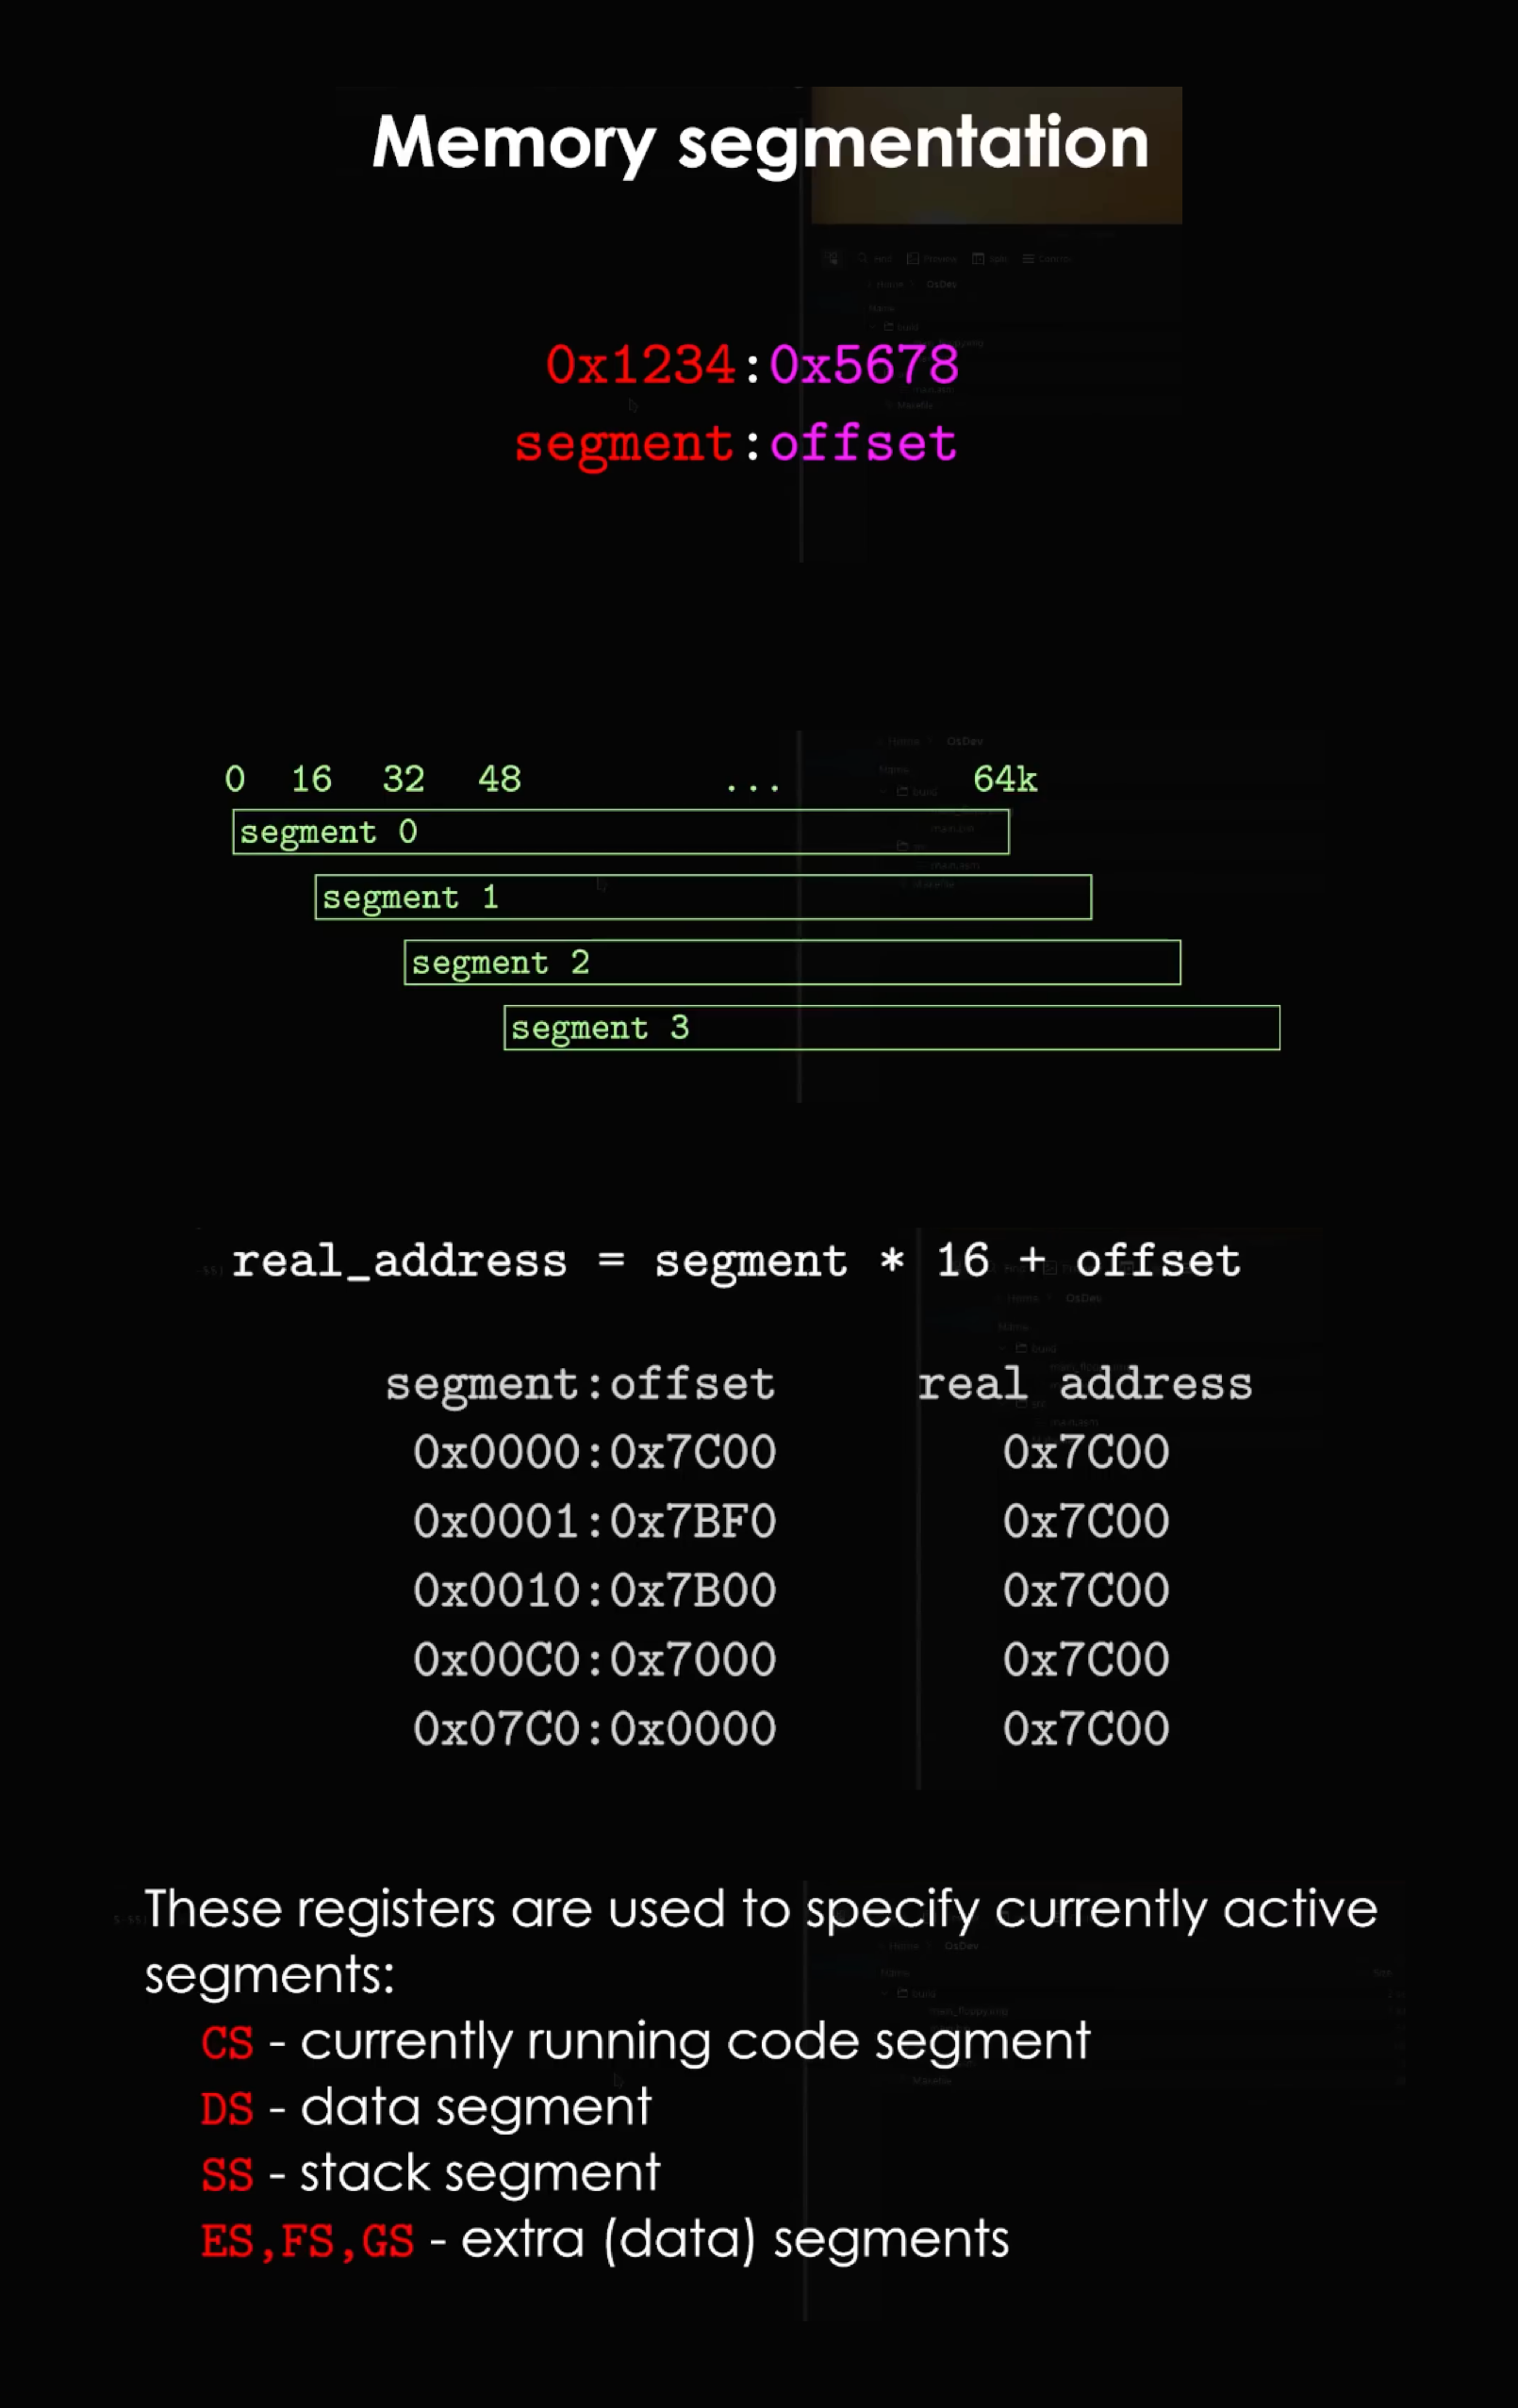 Memory segmentation
0x1234:0x5678
segment:offset
0 16 32 48 ... 64k
segment 0
segment 1
segment 2
segment 3
real_address = segment * 16 + offset
segment:offset real address
0x0000:0x7C00 0x7C00
0x0001:0x7BF0 0x7C00
0x0010:0x7B00 0x7C00
0x00C0:0x7000 0x7C00
0x07C0:0x0000 0x7C00
These registers are used to specify currently active
segments:
CS - currently running code segment
DS - data segment
SS - stack segment
ES,FS,GS - extra (data) segments